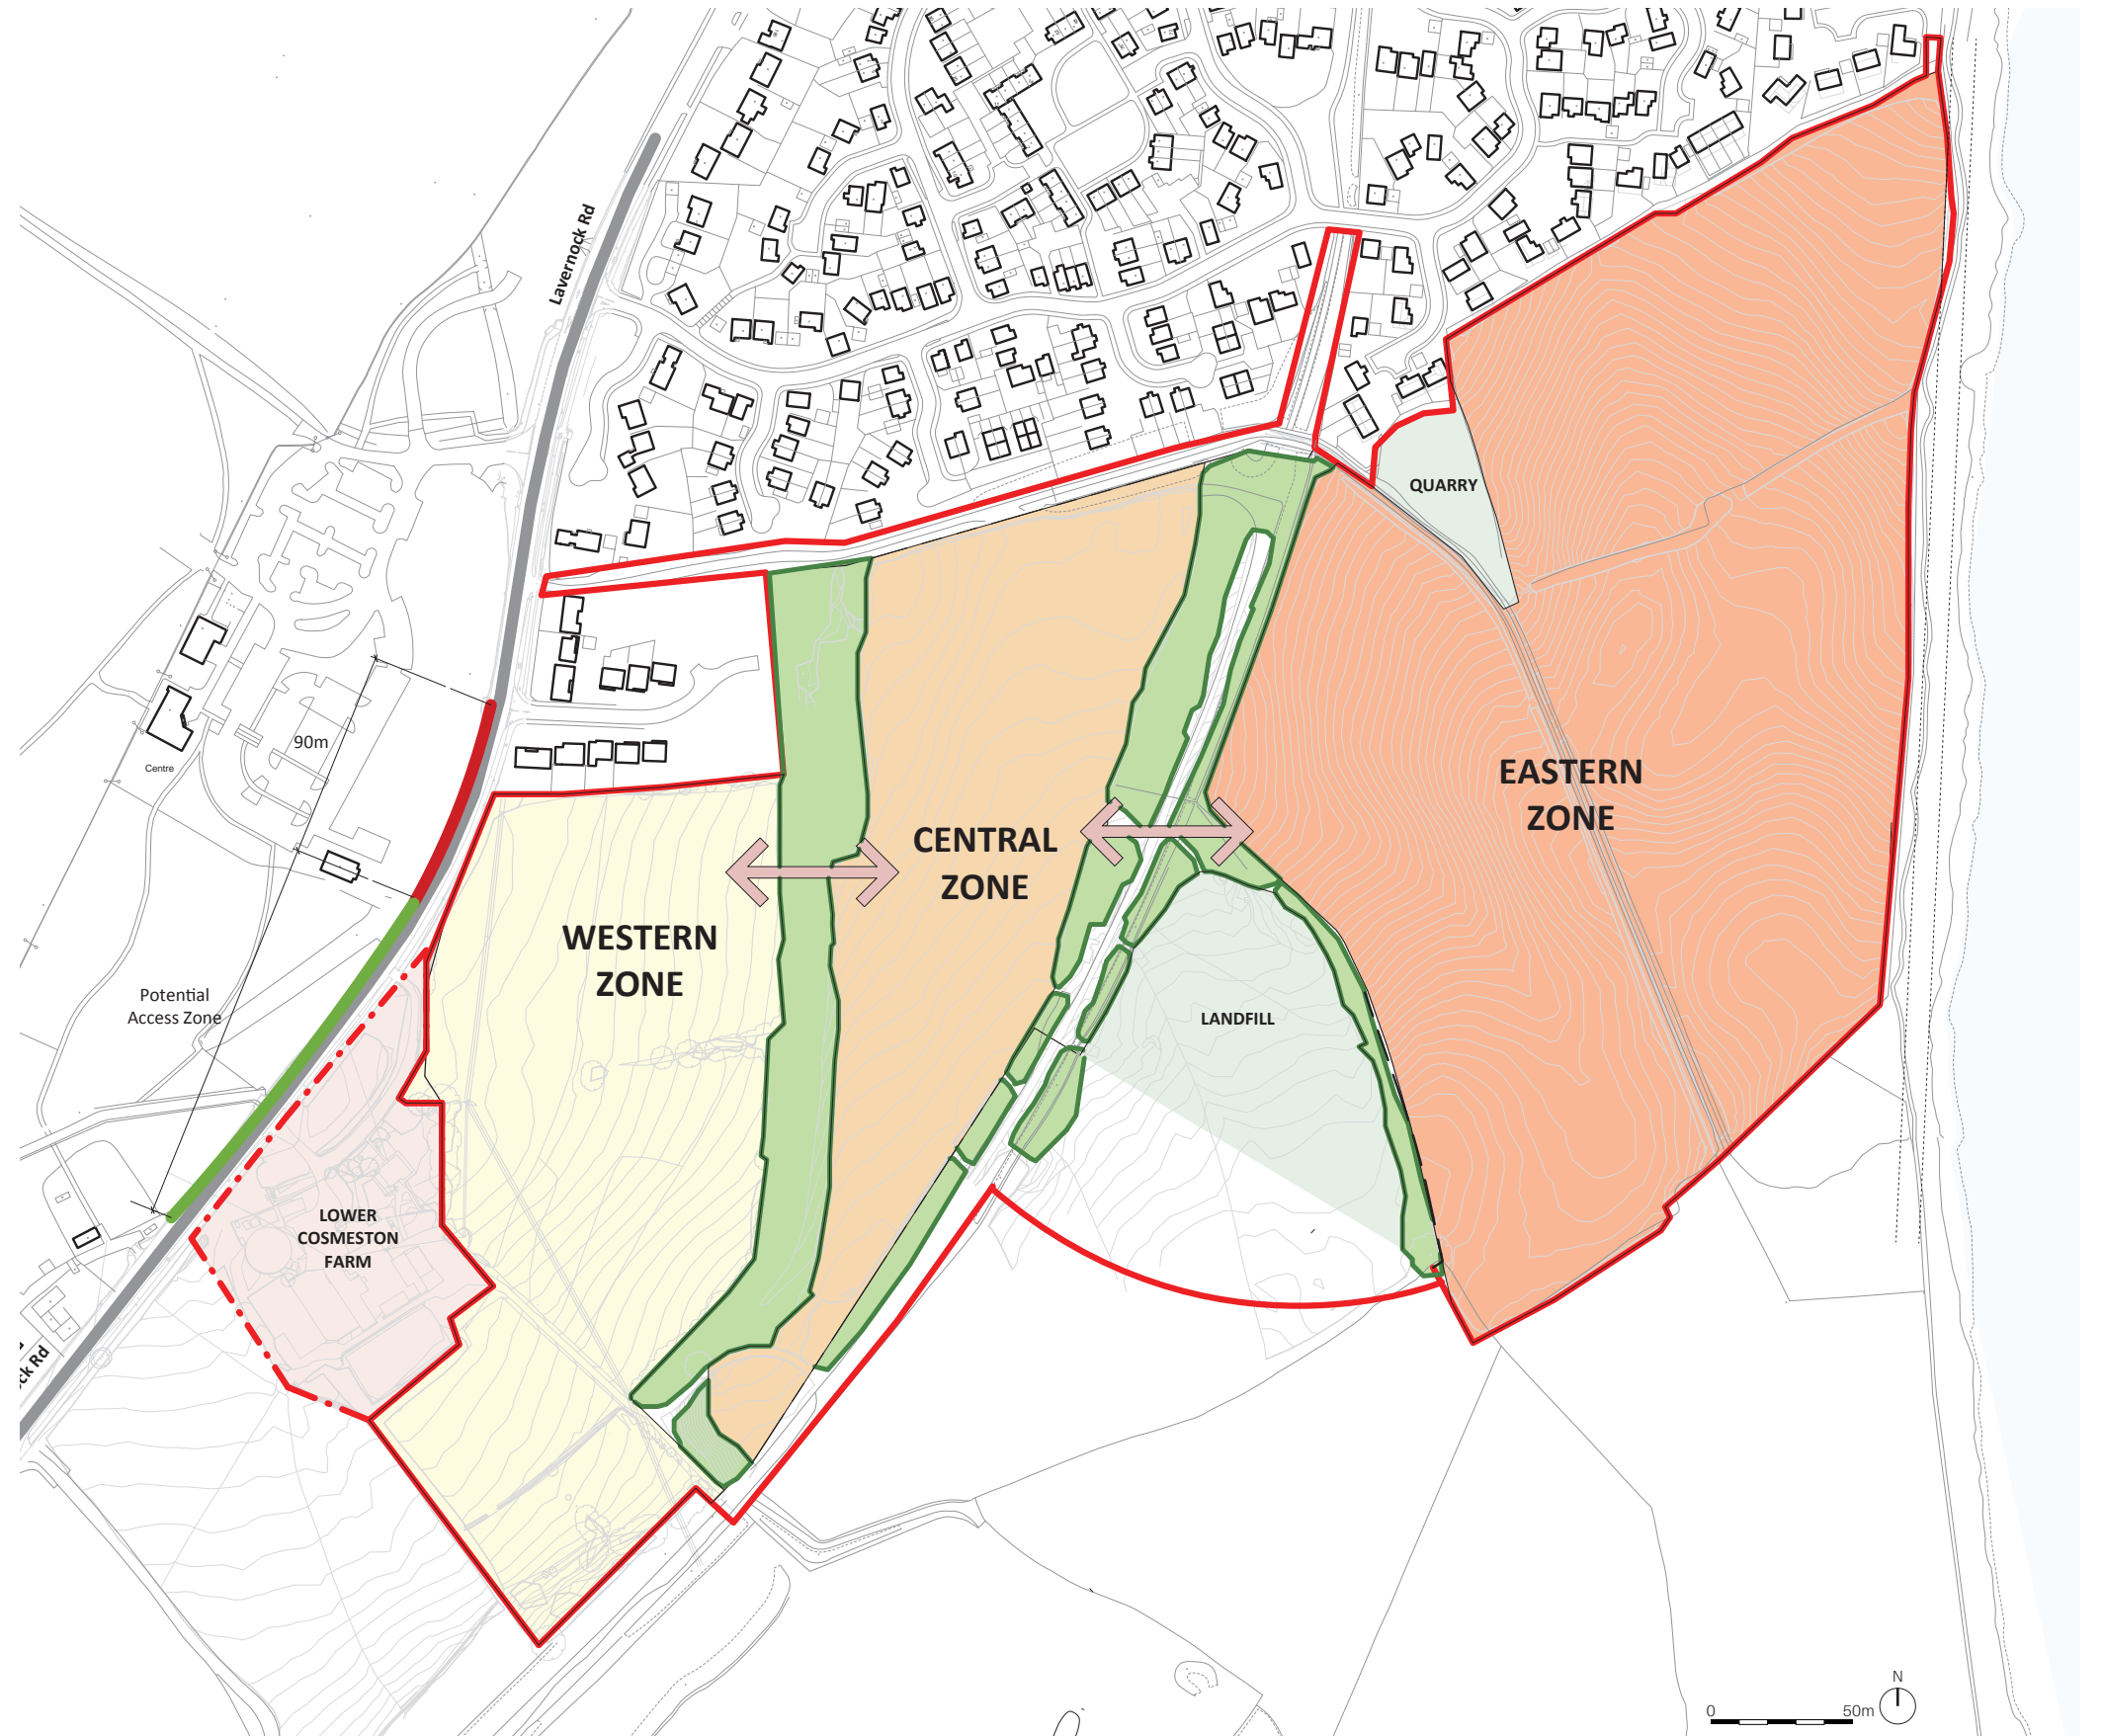 Lavernock Rd
QUARRY
90m
Centre
EASTERN
ZONE
CENTRAL
ZONE
WESTERN
ZONE
Potential
Access Zone
LANDFILL
LOWER
COSMESTON
FARM
ck Rd
N
0 50m